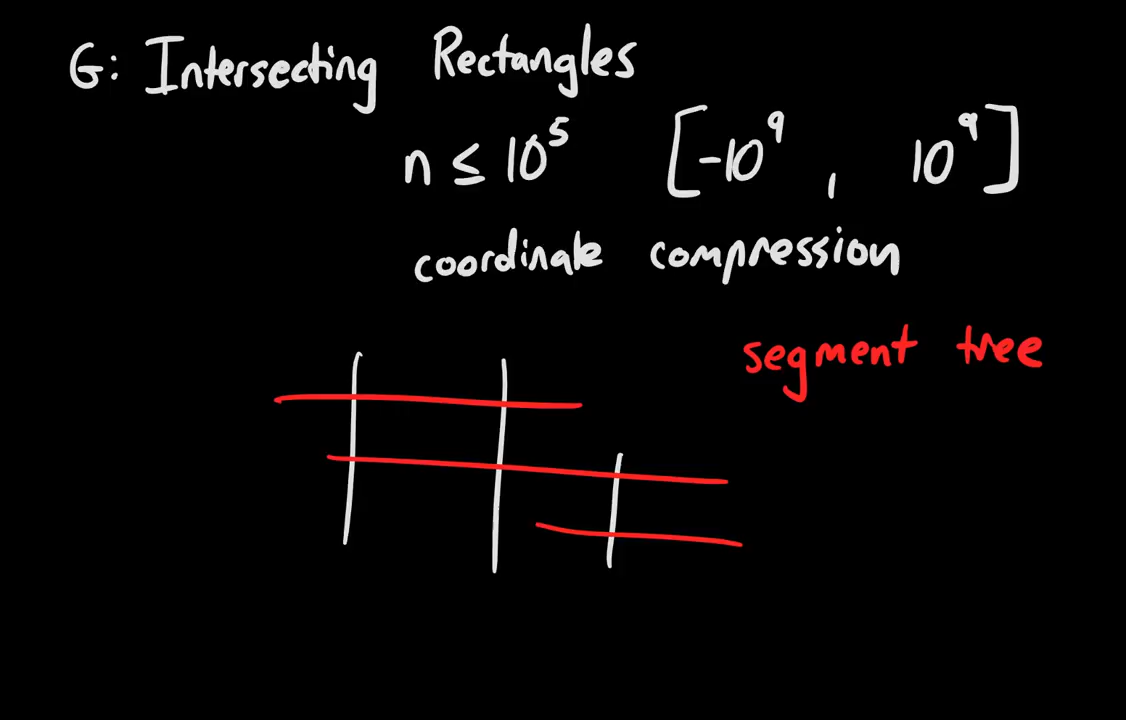 G: Intersecting Rectangles
n ≤ 10⁵ [-10⁹, 10⁹]
coordinate compression
segment tree